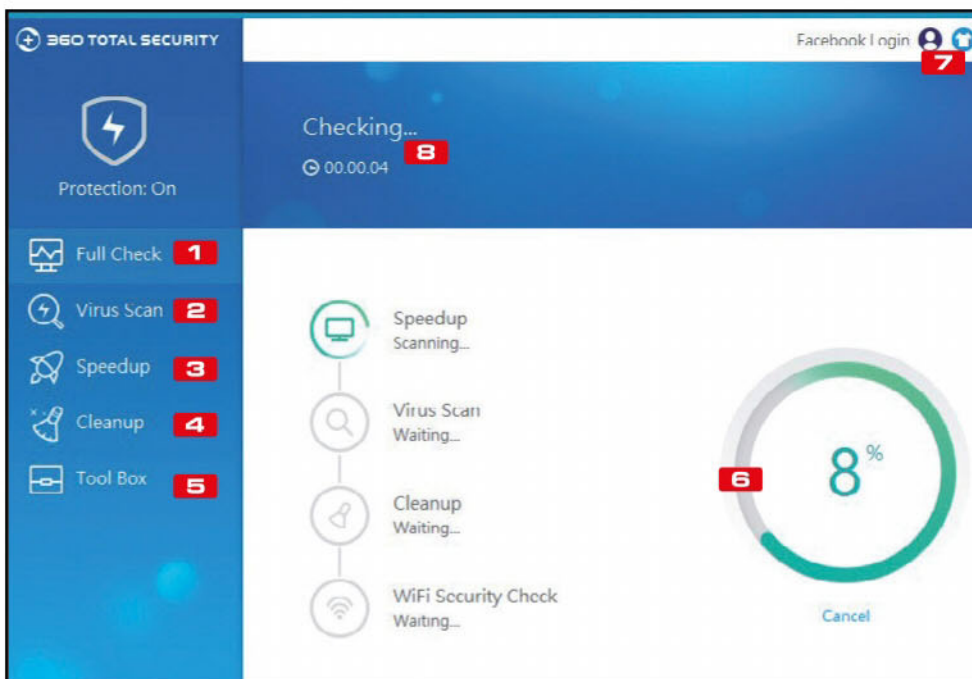 360 TOTAL SECURITY
Facebook Login
7
Protection: On
Checking...
8
00.00.04
Full Check 1
Virus Scan 2
Speedup 3
Cleanup 4
Tool Box 5
Speedup
Scanning...
Virus Scan
Waiting...
Cleanup
Waiting...
WiFi Security Check
Waiting...
6
8%
Cancel